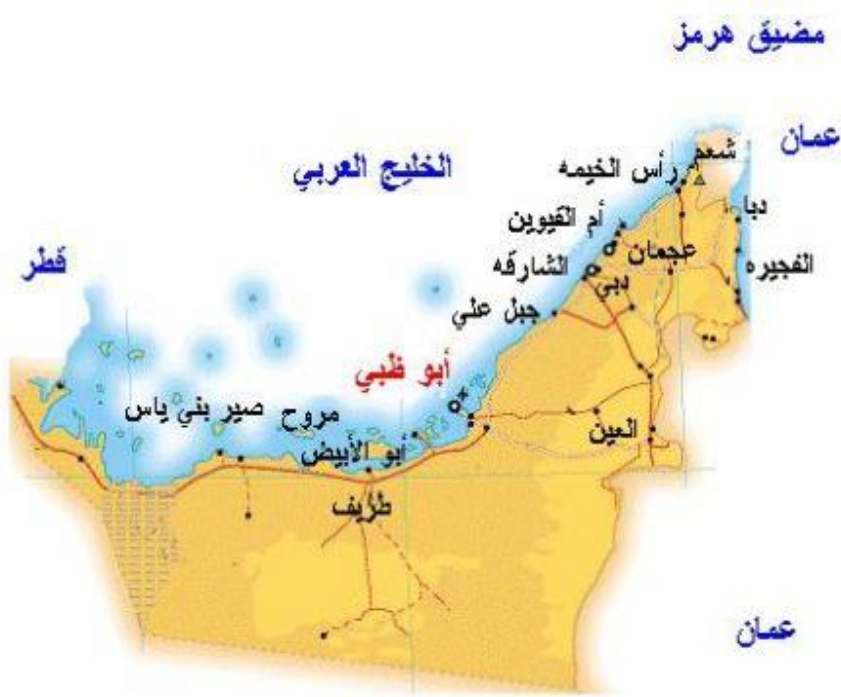 مضيق هرمز
عمان
شعم
الخليج العربي
رأس الخيمه
دبا
أم القيوين
عجمان
الفجيره
قطر
الشارقه
دبي
جبل علي
أبو ظبي
مروح
صير بني ياس
العين
أبو الأبيض
طريف
عمان